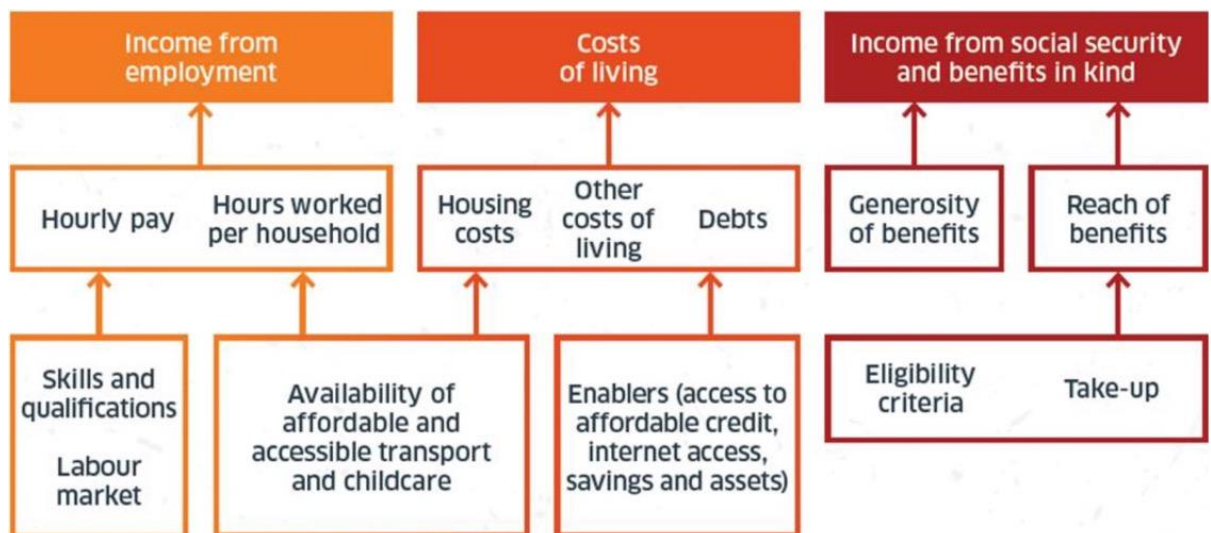 Income from
employment
Costs
of living
Income from social security
and benefits in kind
Hourly pay
Hours worked
per household
Housing
costs
Other
costs of
living
Debts
Generosity
of benefits
Reach of
benefits
Skills and
qualifications
Labour
market
Availability of
affordable and
accessible transport
and childcare
Enablers (access to
affordable credit,
internet access,
savings and assets)
Eligibility
criteria
Take-up